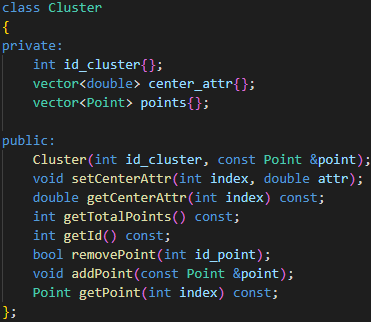 class Cluster
{
private:
    int id_cluster{};
    vector<double> center_attr{};
    vector<Point> points{};

public:
    Cluster(int id_cluster, const Point &point);
    void setCenterAttr(int index, double attr);
    double getCenterAttr(int index) const;
    int getTotalPoints() const;
    int getId() const;
    bool removePoint(int id_point);
    void addPoint(const Point &point);
    Point getPoint(int index) const;
};